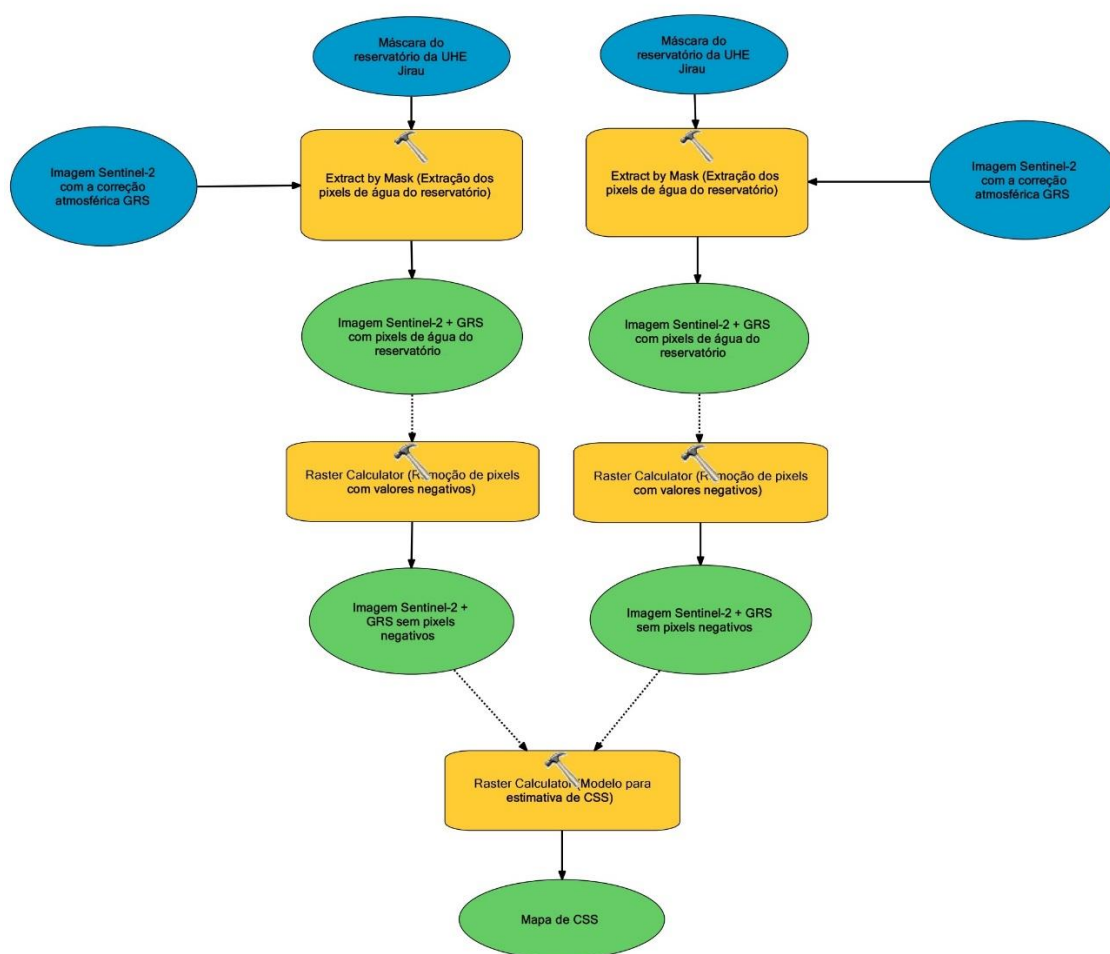 Máscara do
reservatório da UHE
Jirau
Máscara do
reservatório da UHE
Jirau
Imagem Sentinel-2
com a correção
atmosférica GRS
Extract by Mask (Extração dos
pixels de água do reservatório)
Extract by Mask (Extração dos
pixels de água do reservatório)
Imagem Sentinel-2
com a correção
atmosférica GRS
Imagem Sentinel-2 + GRS
com pixels de água do
reservatório
Imagem Sentinel-2 + GRS
com pixels de água do
reservatório
Raster Calculator (Remoção de pixels
com valores negativos)
Raster Calculator (Remoção de pixels
com valores negativos)
Imagem Sentinel-2 +
GRS sem pixels
negativos
Imagem Sentinel-2 + GRS
sem pixels negativos
Raster Calculator (Modelo para
estimativa de CSS)
Mapa de CSS